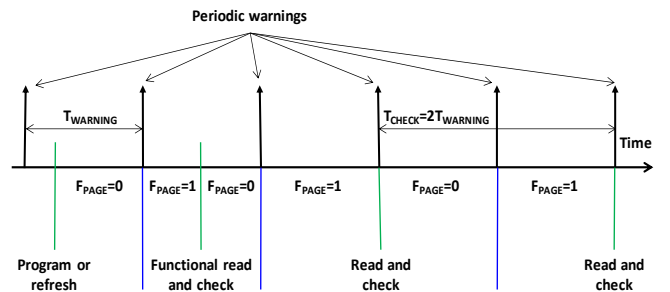 Periodic warnings
TWARNING
TCHECK=2TWARNING
Time
FPAGE=0 FPAGE=1 FPAGE=0 FPAGE=1 FPAGE=0 FPAGE=1
Program or refresh
Functional read and check
Read and check
Read and check